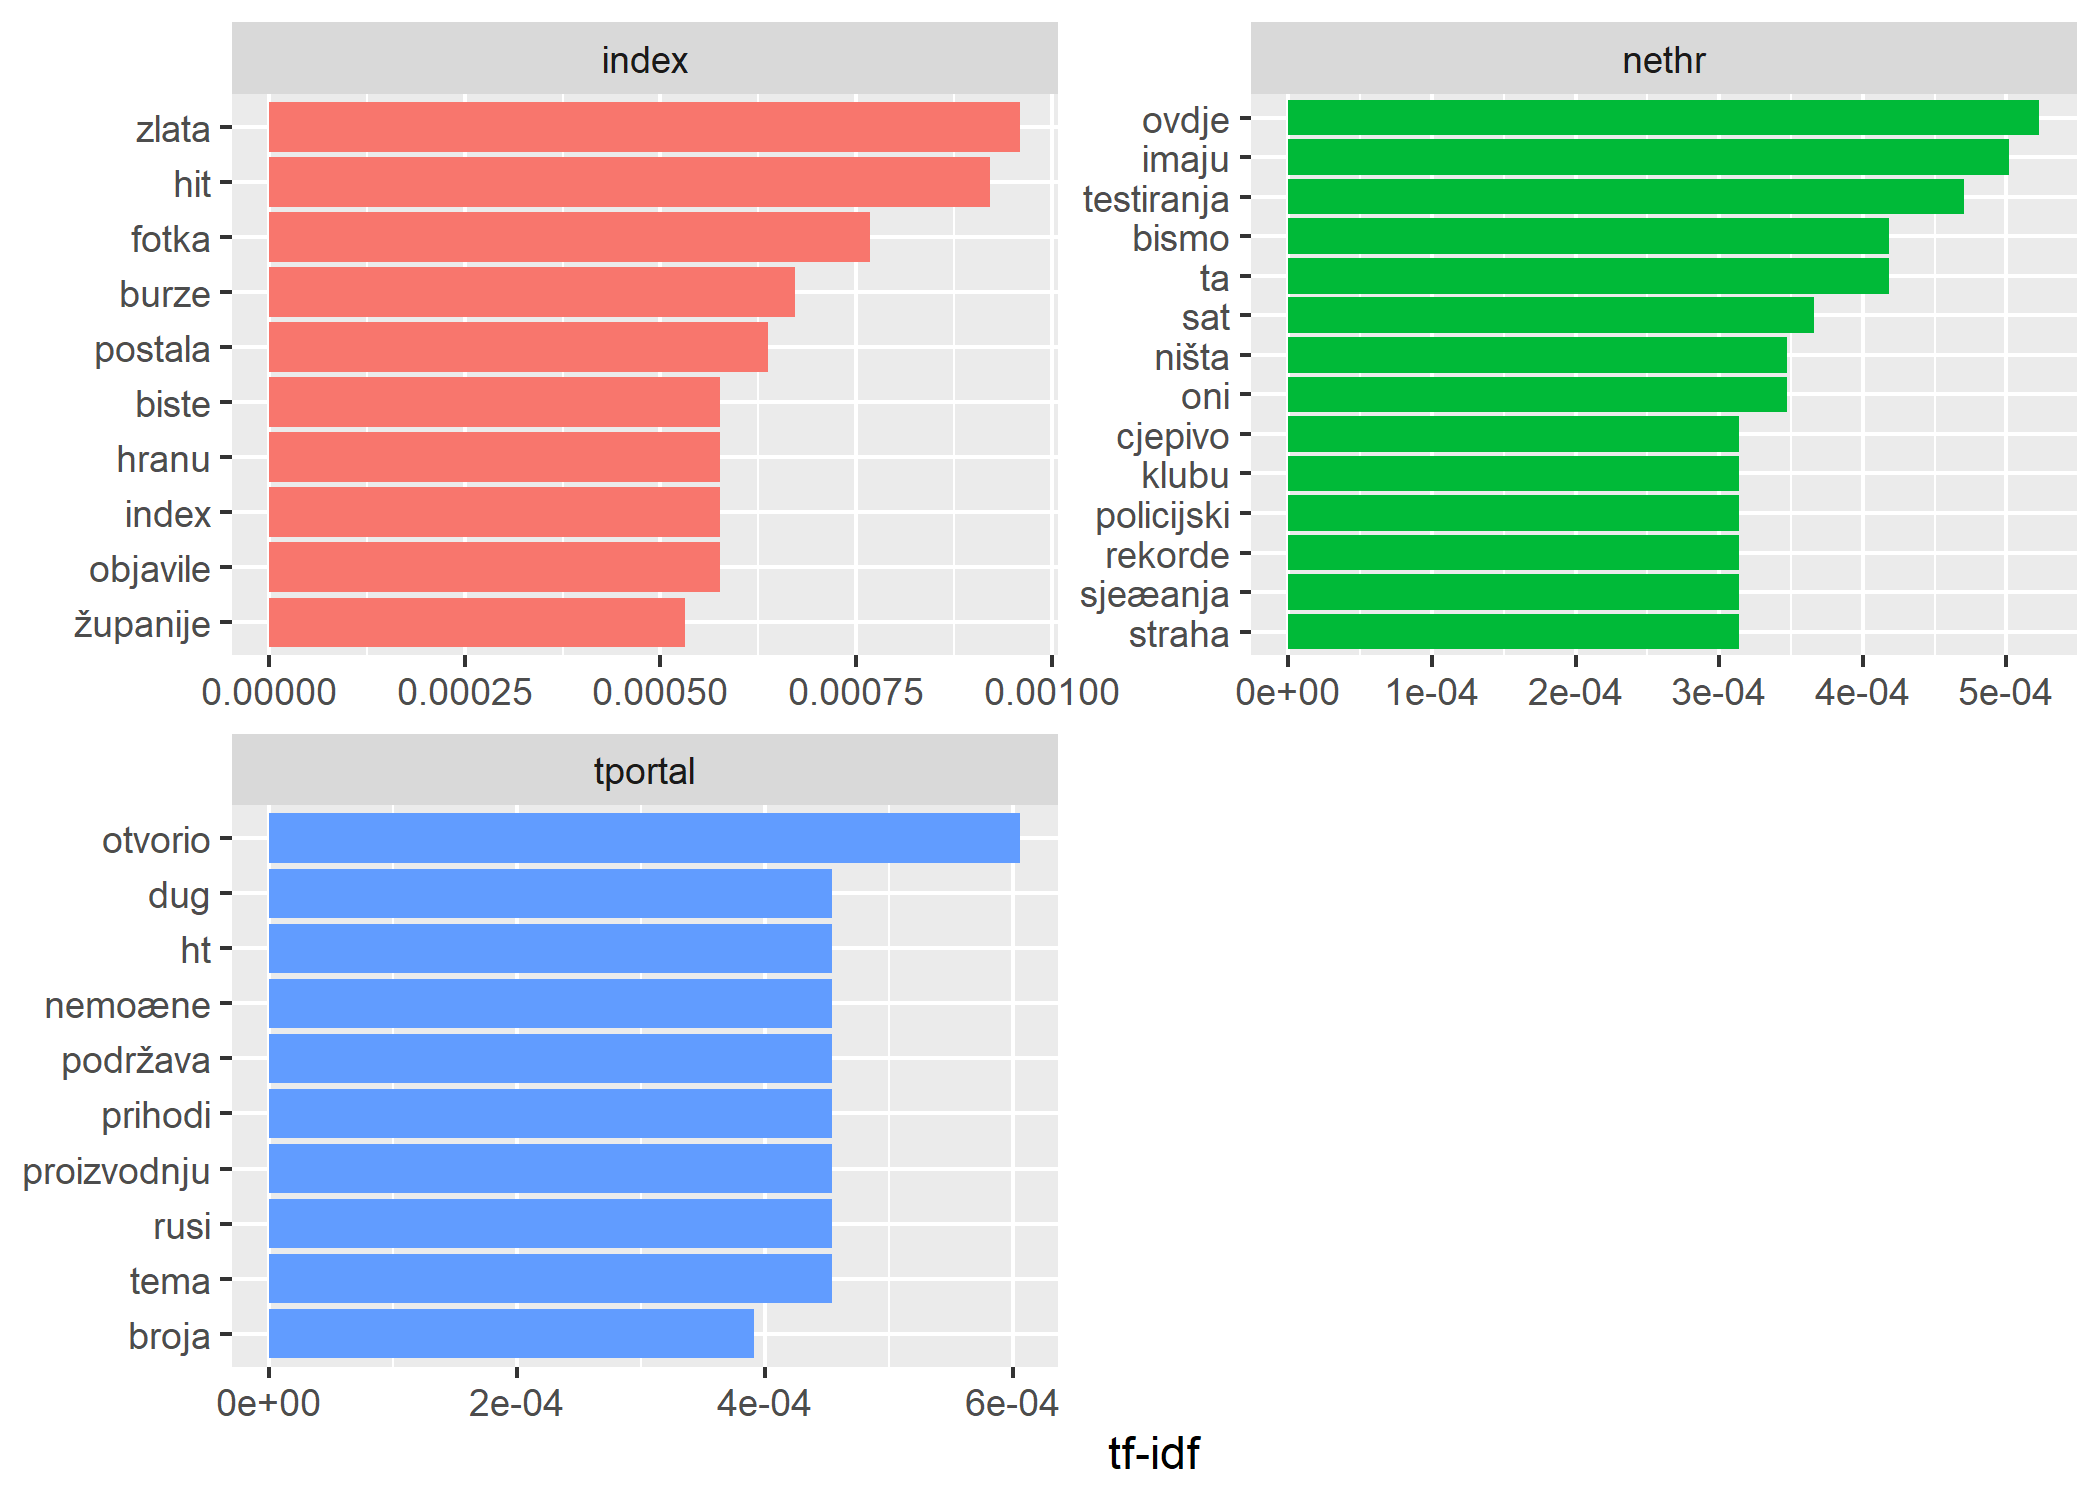 index
zlata
hit
fotka
burze
postala
biste
hranu
index
objavile
županije
0.00000 0.00025 0.00050 0.00075 0.00100
nethr
ovdje
imaju
testiranja
bismo
ta
sat
ništa
oni
cjepivo
klubu
policijski
rekorde
sjeæanja
straha
0e+00 1e-04 2e-04 3e-04 4e-04 5e-04
tportal
otvorio
dug
ht
nemoæne
podržava
prihodi
proizvodnju
rusi
tema
broja
0e+00 2e-04 4e-04 6e-04
tf-idf